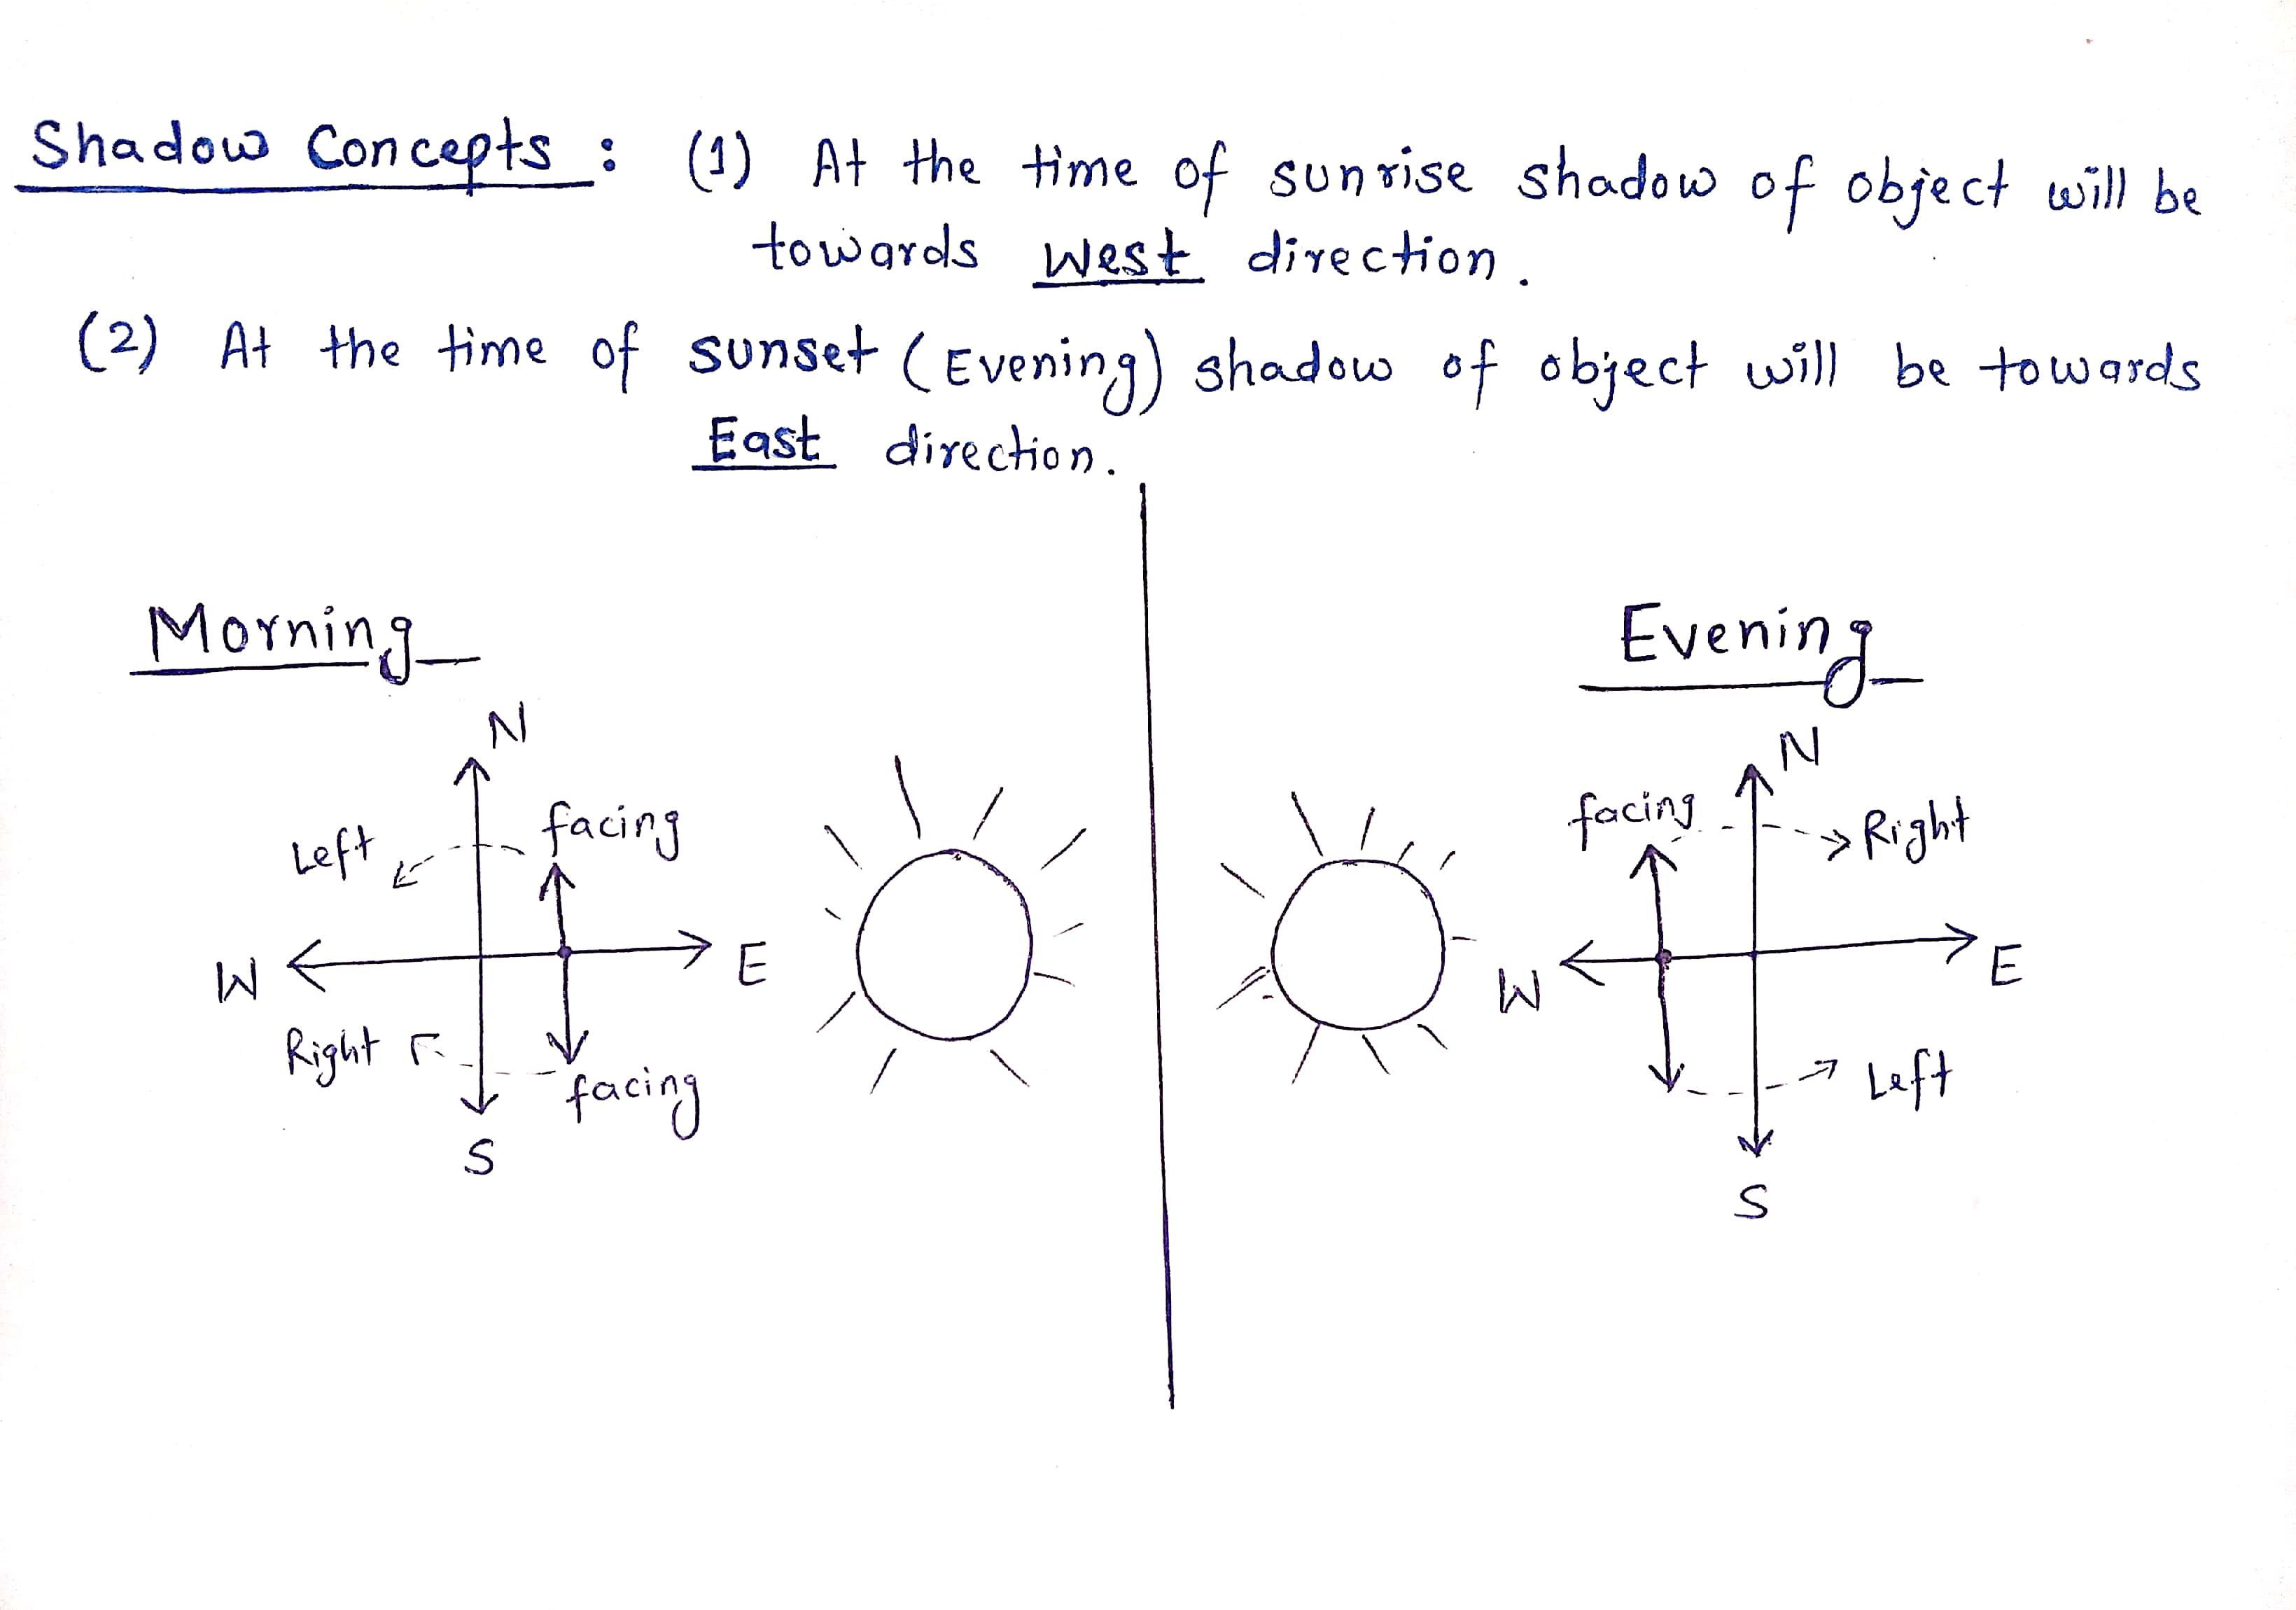 Shadow Concepts : (1) At the time of sunrise shadow of object will be
towards West direction.
(2) At the time of sunset (Evening) shadow of object will be towards
East direction.
Morning
N
Left
facing
W
E
Right
facing
S
Evening
N
facing
Right
W
E
Left
S